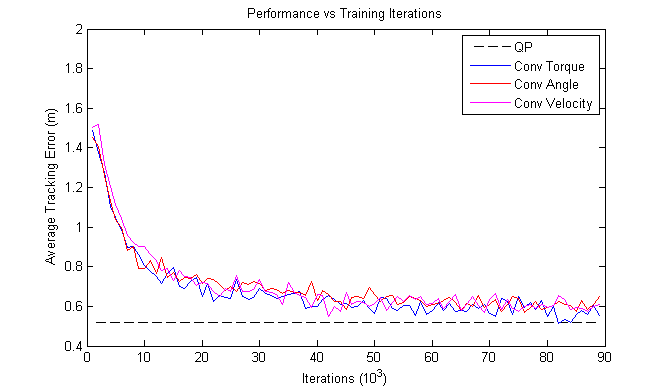 Performance vs Training Iterations
Average Tracking Error (m)
2
1.8
1.6
1.4
1.2
1
0.8
0.6
0.4
QP
Conv Torque
Conv Angle
Conv Velocity
0 10 20 30 40 50 60 70 80 90
Iterations (10³)